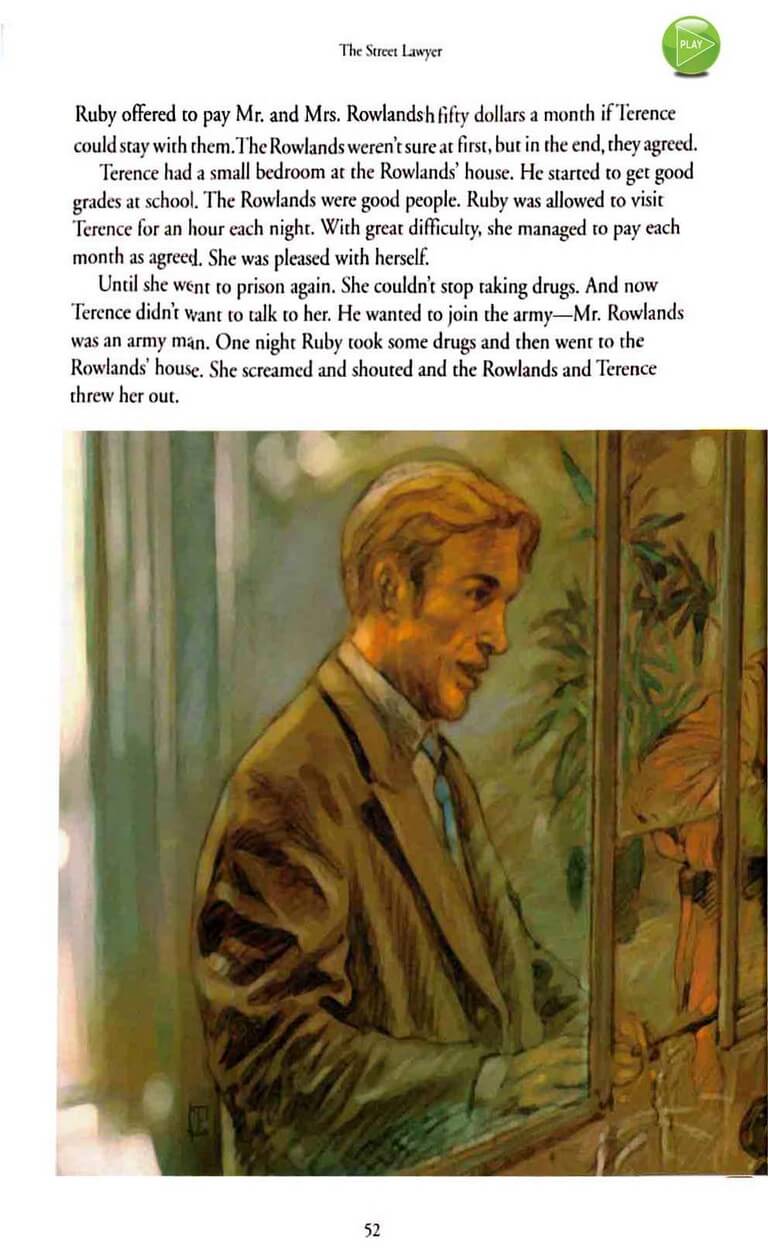 The Street Lawyer
PLAY
Ruby offered to pay Mr. and Mrs. Rowlandsh fifty dollars a month if Terence
could stay with them. The Rowlands weren't sure at first, but in the end, they agreed.
Terence had a small bedroom at the Rowlands' house. He started to get good
grades at school. The Rowlands were good people. Ruby was allowed to visit
Terence for an hour each night. With great difficulty, she managed to pay each
month as agreed. She was pleased with herself.
Until she went to prison again. She couldn't stop taking drugs. And now
Terence didn't want to talk to her. He wanted to join the army—Mr. Rowlands
was an army man. One night Ruby took some drugs and then went to the
Rowlands' house. She screamed and shouted and the Rowlands and Terence
threw her out.
52